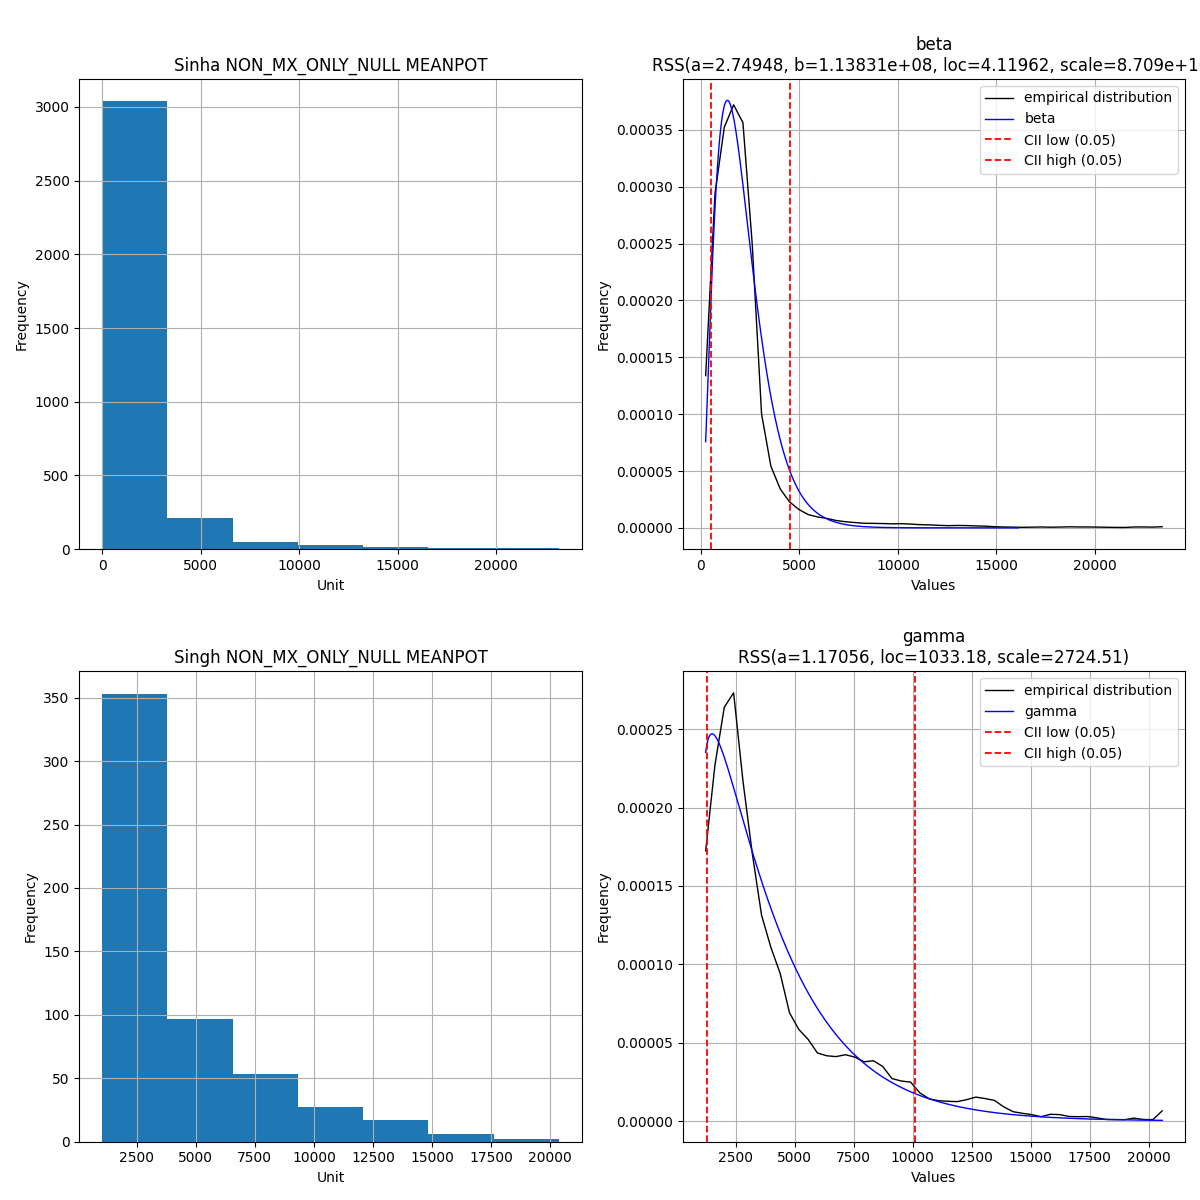 Sinha NON_MX_ONLY_NULL MEANPOT
Frequency
3000
2500
2000
1500
1000
500
0
0 5000 10000 15000 20000
Unit
beta
RSS(a=2.74948, b=1.13831e+08, loc=4.11962, scale=8.709e+1
empirical distribution
beta
CII low (0.05)
CII high (0.05)
Frequency
0.00035
0.00030
0.00025
0.00020
0.00015
0.00010
0.00005
0.00000
0 5000 10000 15000 20000
Values
Singh NON_MX_ONLY_NULL MEANPOT
Frequency
350
300
250
200
150
100
50
0
2500 5000 7500 10000 12500 15000 17500 20000
Unit
gamma
RSS(a=1.17056, loc=1033.18, scale=2724.51)
empirical distribution
gamma
CII low (0.05)
CII high (0.05)
Frequency
0.00025
0.00020
0.00015
0.00010
0.00005
0.00000
2500 5000 7500 10000 12500 15000 17500 20000
Values